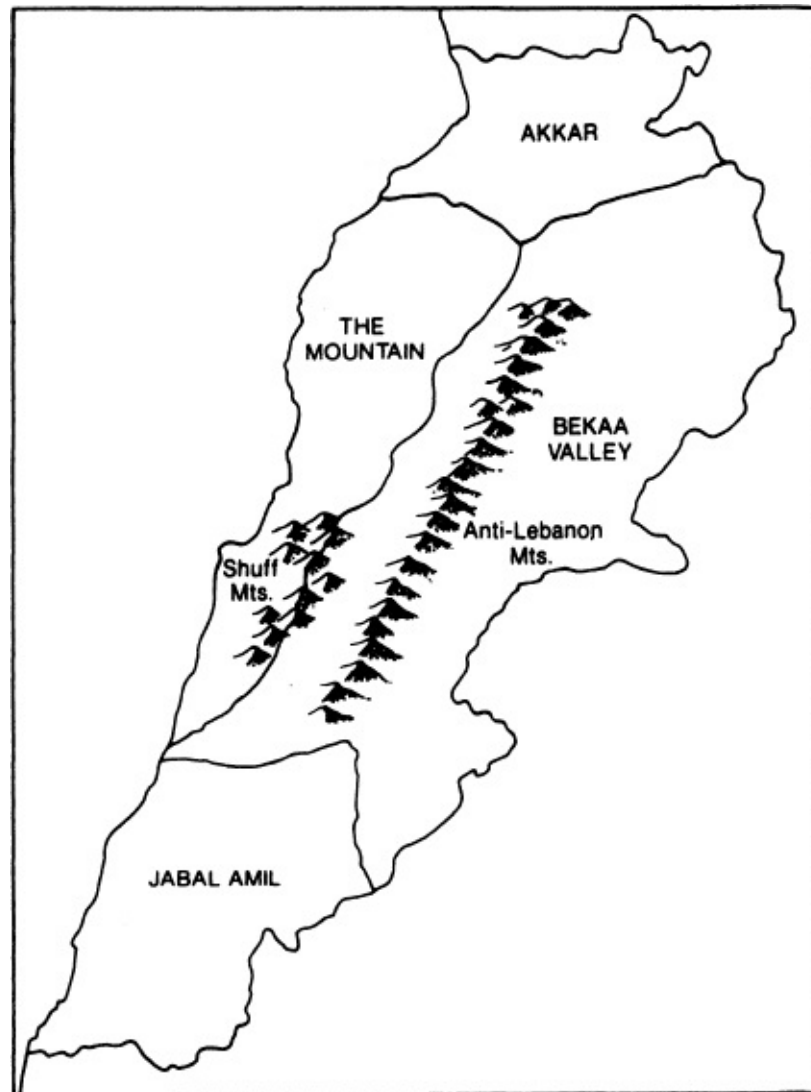 AKKAR
THE
MOUNTAIN
BEKAA
VALLEY
Anti-Lebanon
Mts.
Shuff
Mts.
JABAL AMIL